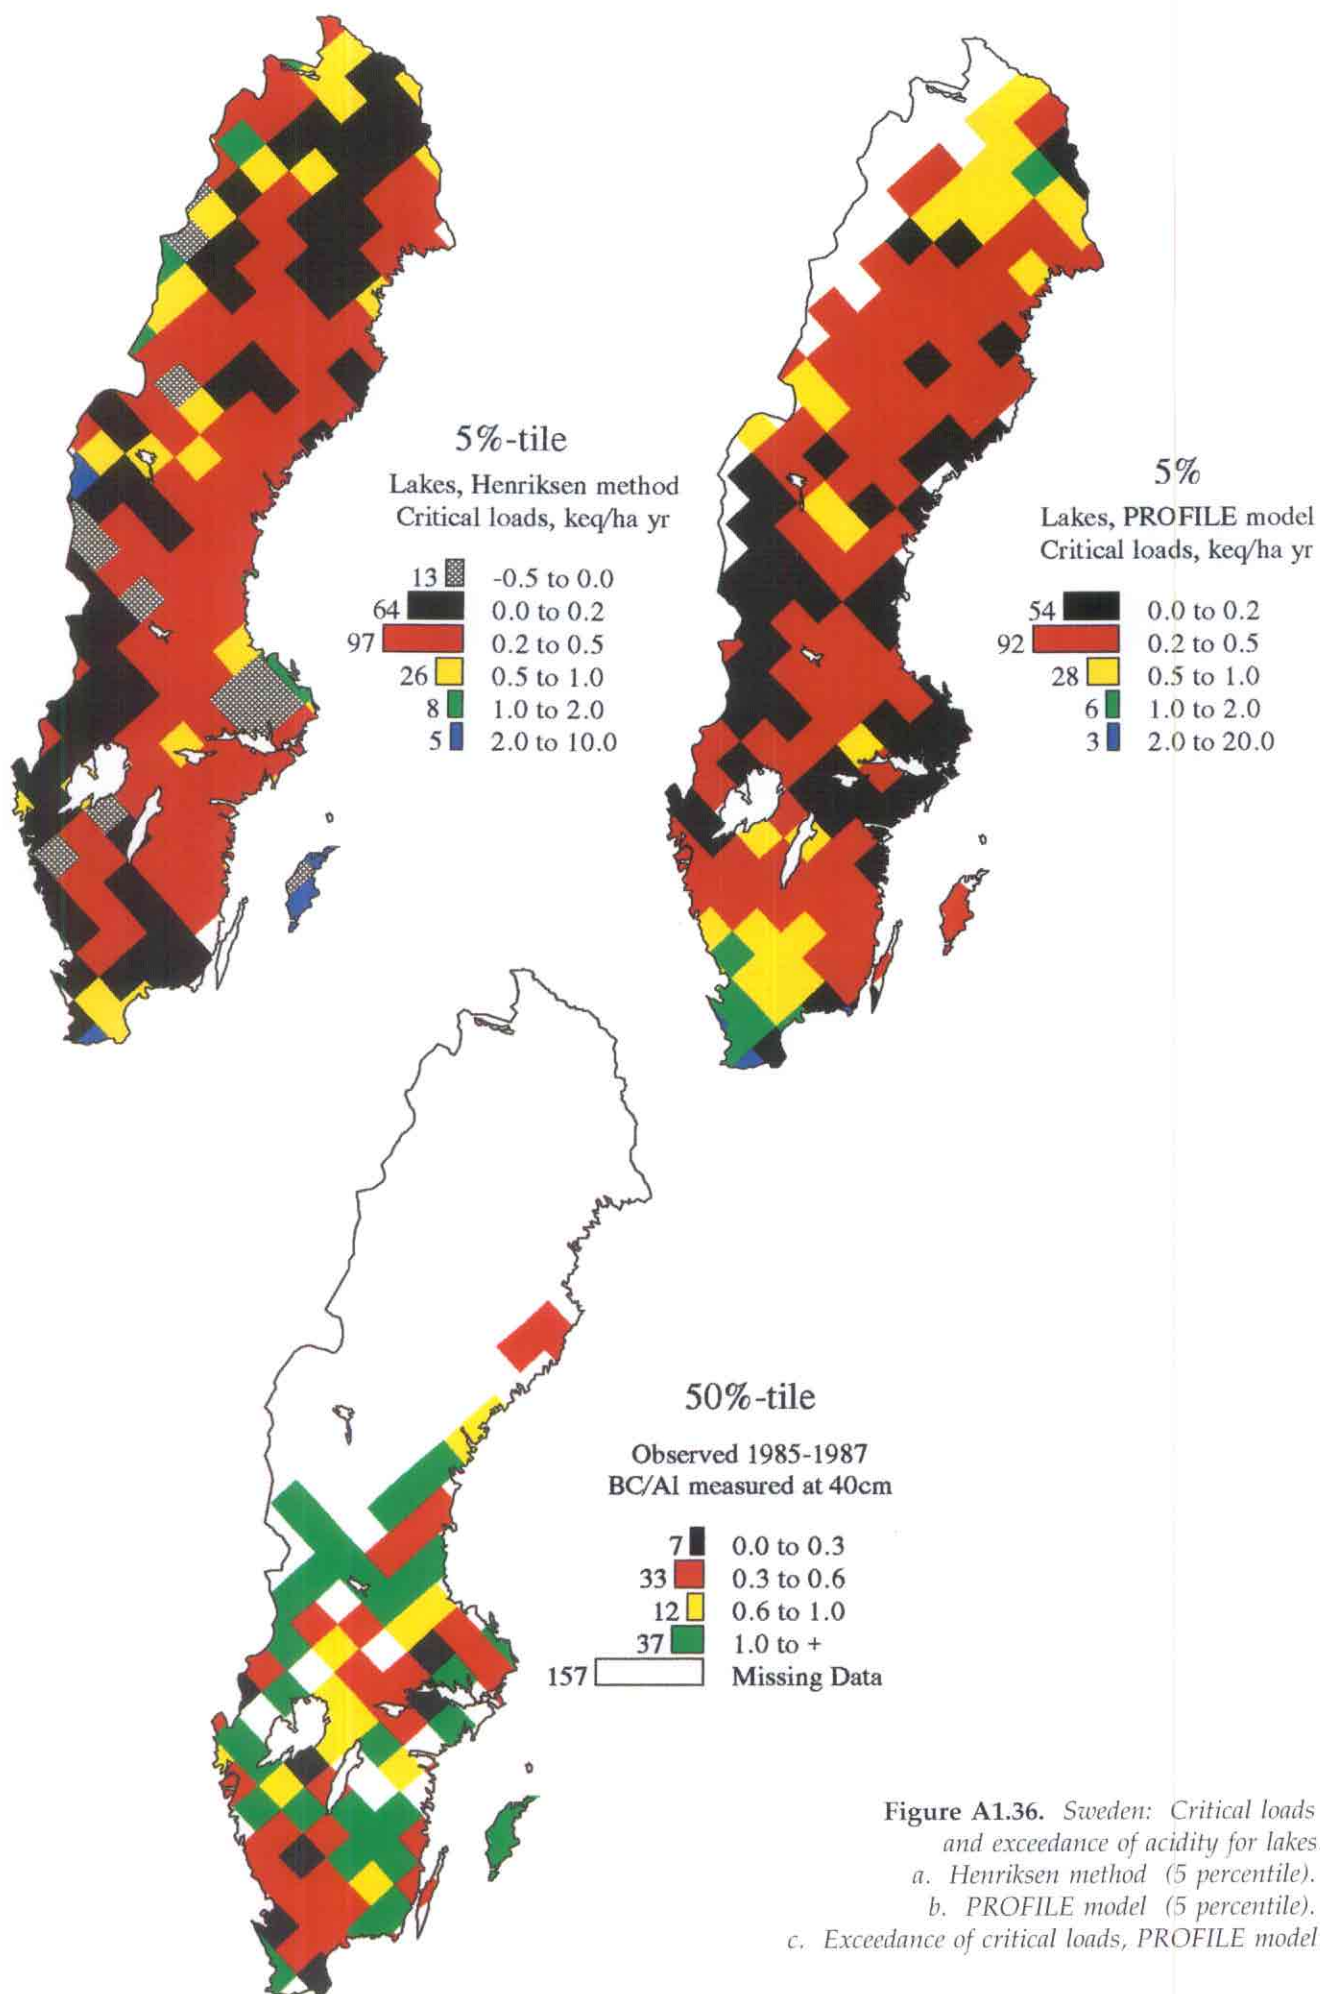 5%-tile
Lakes, Henriksen method
Critical loads, keq/ha yr
13 -0.5 to 0.0
64 0.0 to 0.2
97 0.2 to 0.5
26 0.5 to 1.0
8 1.0 to 2.0
5 2.0 to 10.0
5%
Lakes, PROFILE model
Critical loads, keq/ha yr
54 0.0 to 0.2
92 0.2 to 0.5
28 0.5 to 1.0
6 1.0 to 2.0
3 2.0 to 20.0
50%-tile
Observed 1985-1987
BC/Al measured at 40cm
7 0.0 to 0.3
33 0.3 to 0.6
12 0.6 to 1.0
37 1.0 to +
157 Missing Data
Figure A1.36. Sweden: Critical loads
and exceedance of acidity for lakes
a. Henriksen method (5 percentile).
b. PROFILE model (5 percentile).
c. Exceedance of critical loads, PROFILE model